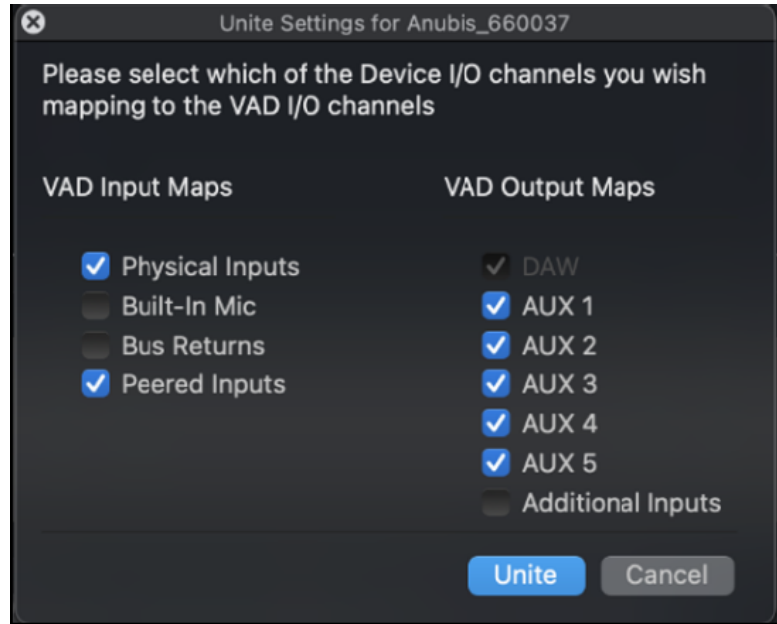 Unite Settings for Anubis_660037
Please select which of the Device I/O channels you wish
mapping to the VAD I/O channels
VAD Input Maps
Physical Inputs
Built-In Mic
Bus Returns
Peered Inputs
VAD Output Maps
DAW
AUX 1
AUX 2
AUX 3
AUX 4
AUX 5
Additional Inputs
Unite
Cancel